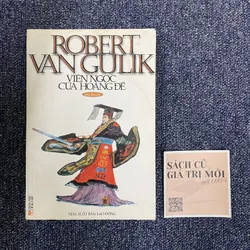 ROBERT
VAN GULIK
VIÊN NGỌC
CỦA HOÀNG ĐẾ
NHÀ XUẤT BẢN LAO ĐỘNG
SÁCH CŨ
GIÁ TRỊ MỚI